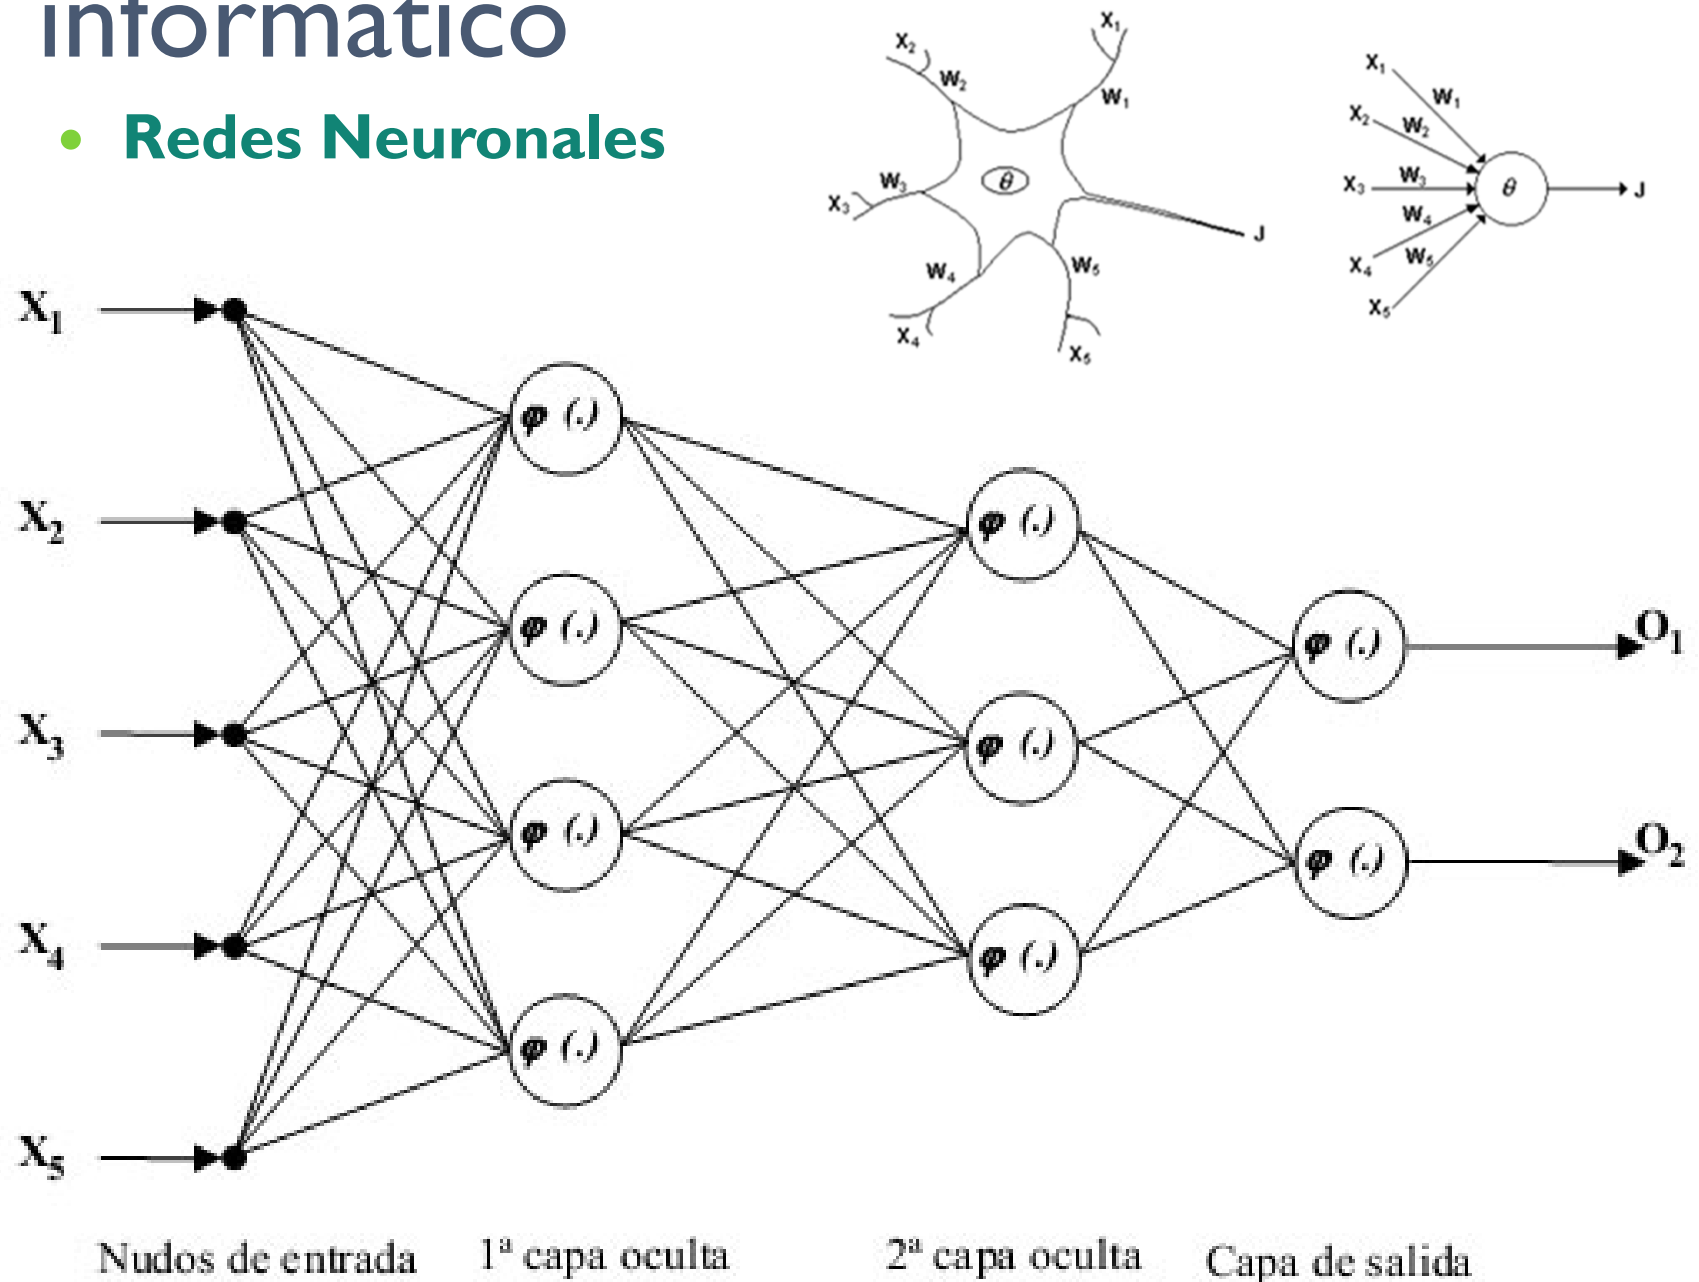 informatico
• Redes Neuronales
X₁
X₂
W₂
W₁
W₃
X₃
θ
J
W₄
W₅
X₄
X₅
X₁
W₁
X₂
W₂
X₃
W₃
θ
J
W₄
X₄
W₅
X₅
X₁
φ (.)
X₂
φ (.)
φ (.)
O₁
φ (.)
X₃
φ (.)
φ (.)
O₂
φ (.)
X₄
φ (.)
φ (.)
X₅
Nudos de entrada
1ª capa oculta
2ª capa oculta
Capa de salida